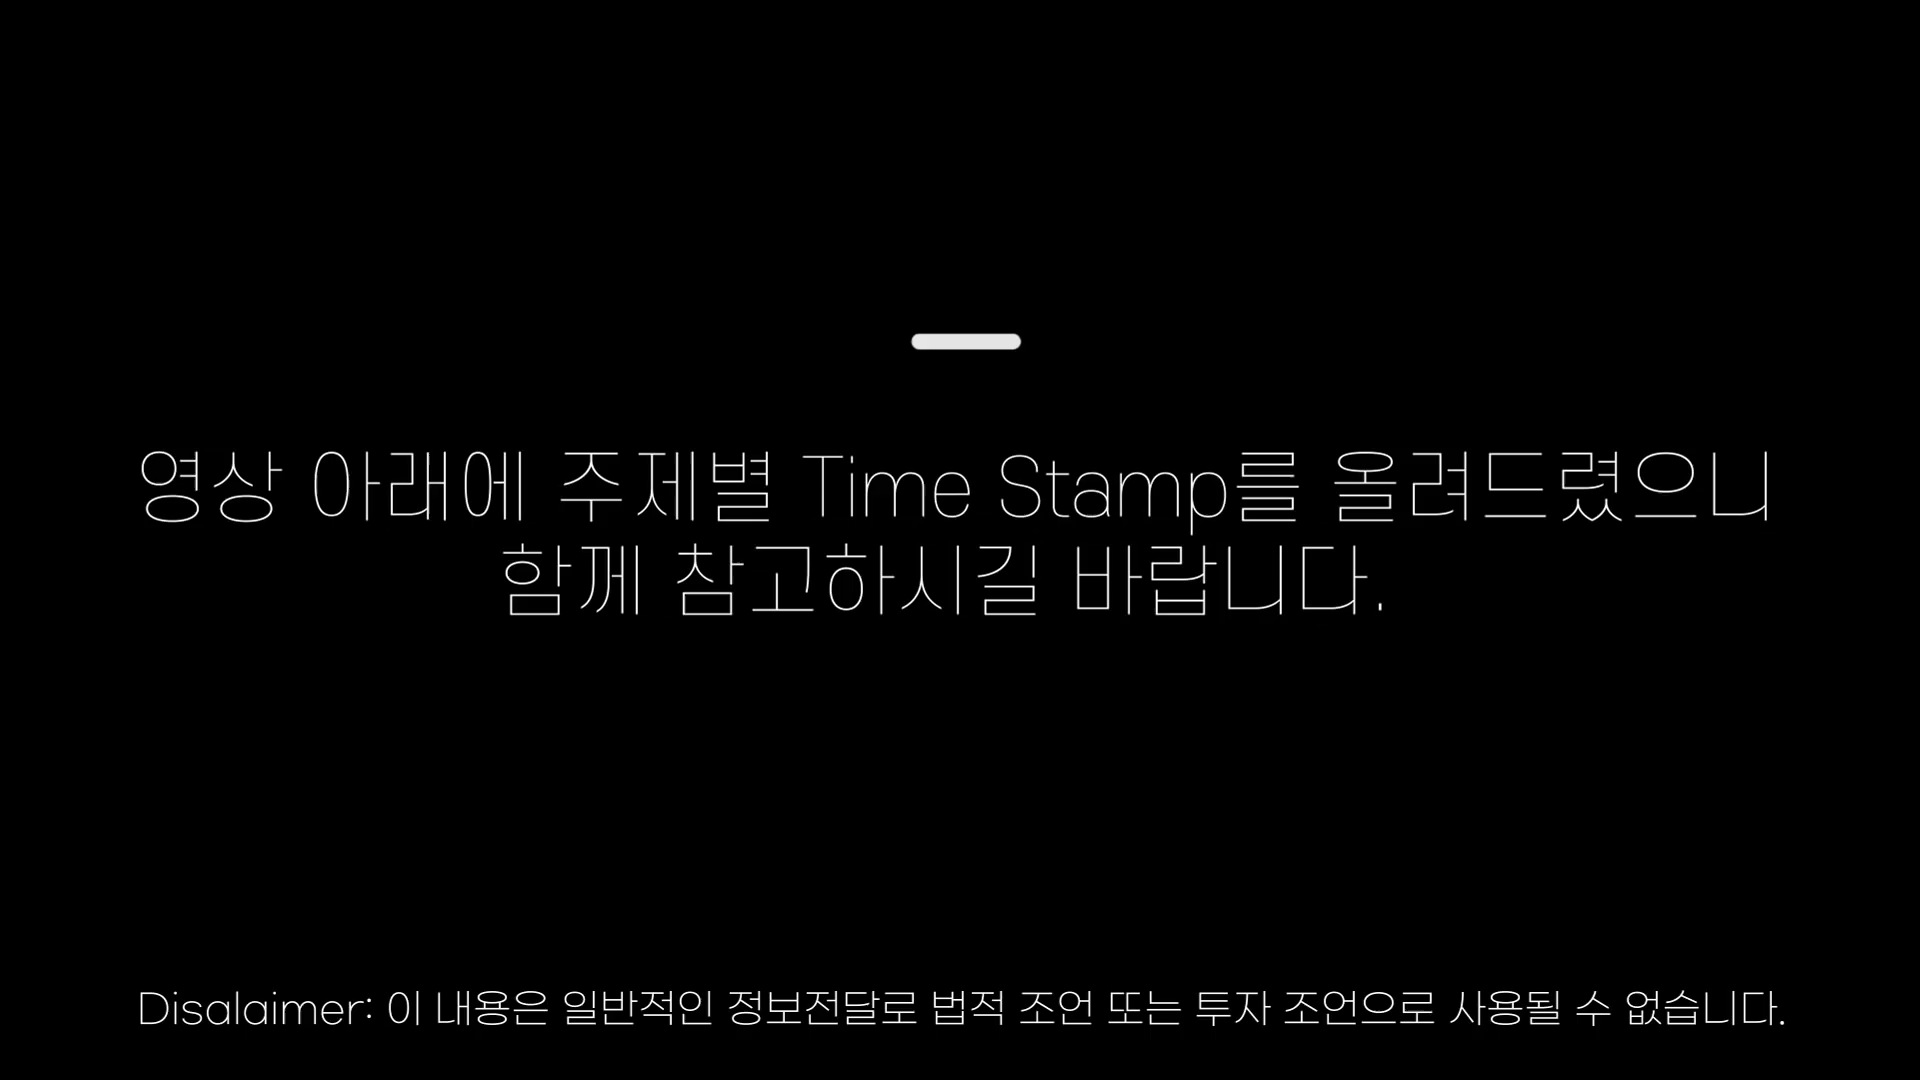 영상 아래에 주제별 Time Stamp를 올려드렸으니
함께 참고하시길 바랍니다.
Disalaimer: 이 내용은 일반적인 정보전달로 법적 조언 또는 투자 조언으로 사용될 수 없습니다.